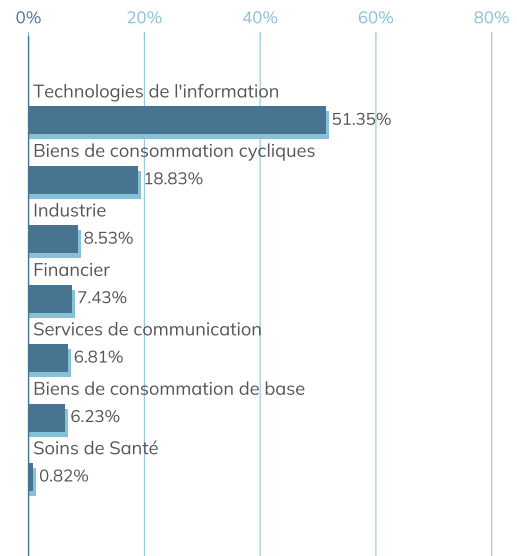 0% 20% 40% 60% 80%
Technologies de l'information
51.35%
Biens de consommation cycliques
18.83%
Industrie
8.53%
Financier
7.43%
Services de communication
6.81%
Biens de consommation de base
6.23%
Soins de Santé
0.82%